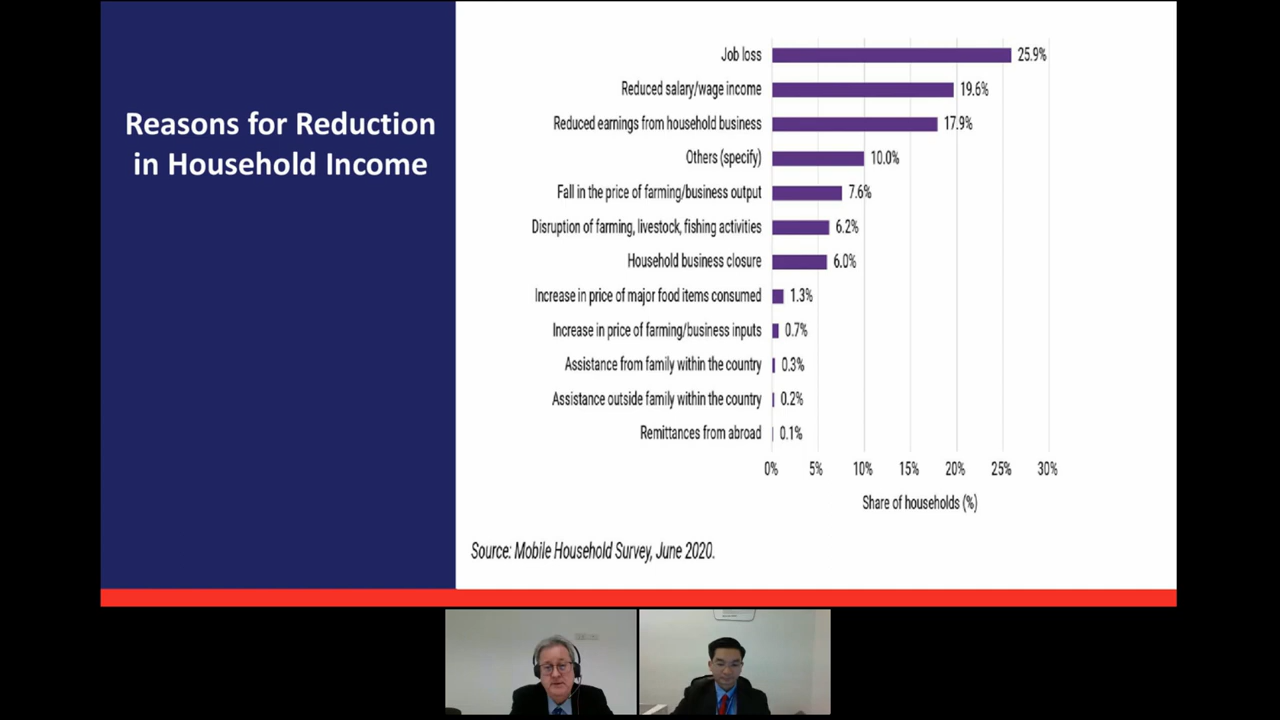 Reasons for Reduction
in Household Income
Job loss
25.9%
Reduced salary/wage income
19.6%
Reduced earnings from household business
17.9%
Others (specify)
10.0%
Fall in the price of farming/business output
7.6%
Disruption of farming, livestock, fishing activities
6.2%
Household business closure
6.0%
Increase in price of major food items consumed
1.3%
Increase in price of farming/business inputs
0.7%
Assistance from family within the country
0.3%
Assistance outside family within the country
0.2%
Remittances from abroad
0.1%
0% 5% 10% 15% 20% 25% 30%
Share of households (%)
Source: Mobile Household Survey, June 2020.